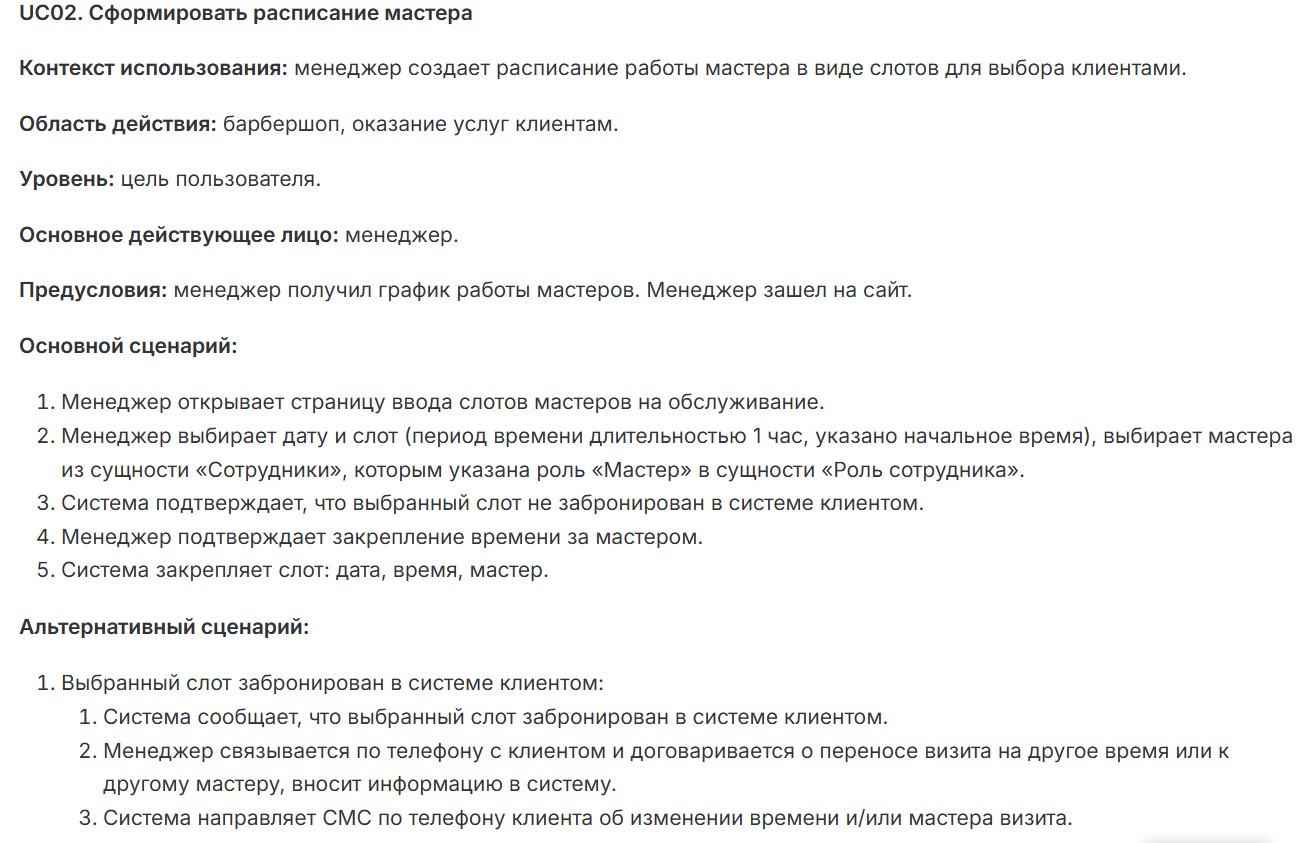 UC02. Сформировать расписание мастера
Контекст использования: менеджер создает расписание работы мастера в виде слотов для выбора клиентами.
Область действия: барбершоп, оказание услуг клиентам.
Уровень: цель пользователя.
Основное действующее лицо: менеджер.
Предусловия: менеджер получил график работы мастеров. Менеджер зашел на сайт.
Основной сценарий:
1. Менеджер открывает страницу ввода слотов мастеров на обслуживание.
2. Менеджер выбирает дату и слот (период времени длительностью 1 час, указано начальное время), выбирает мастера
из сущности «Сотрудники», которым указана роль «Мастер» в сущности «Роль сотрудника».
3. Система подтверждает, что выбранный слот не забронирован в системе клиентом.
4. Менеджер подтверждает закрепление времени за мастером.
5. Система закрепляет слот: дата, время, мастер.
Альтернативный сценарий:
1. Выбранный слот забронирован в системе клиентом:
1. Система сообщает, что выбранный слот забронирован в системе клиентом.
2. Менеджер связывается по телефону с клиентом и договаривается о переносе визита на другое время или к
другому мастеру, вносит информацию в систему.
3. Система направляет СМС по телефону клиента об изменении времени и/или мастера визита.